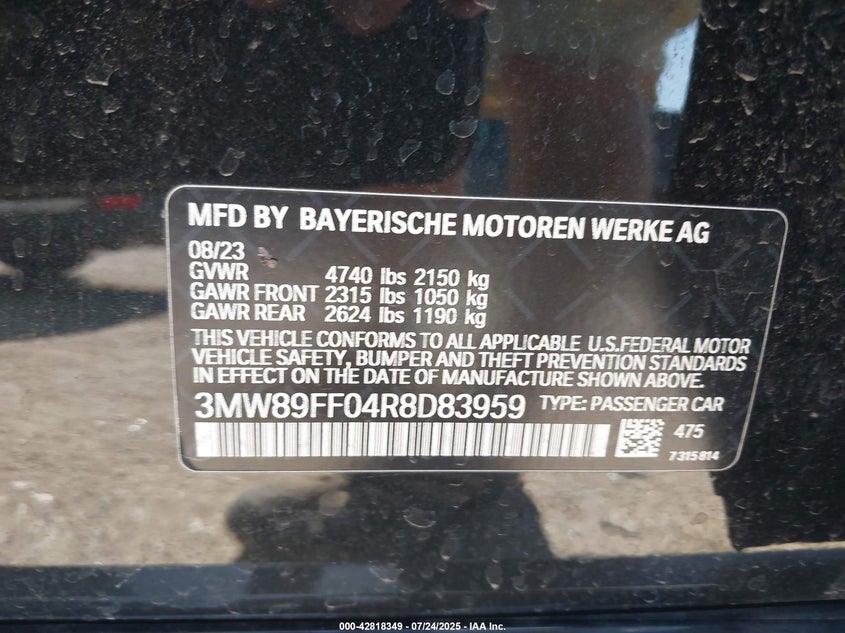 MFD BY BAYERISCHE MOTOREN WERKE AG
08/23
GVWR 4740 lbs 2150 kg
GAWR FRONT 2315 lbs 1050 kg
GAWR REAR 2624 lbs 1190 kg
THIS VEHICLE CONFORMS TO ALL APPLICABLE U.S.FEDERAL MOTOR
VEHICLE SAFETY, BUMPER AND THEFT PREVENTION STANDARDS
IN EFFECT ON THE DATE OF MANUFACTURE SHOWN ABOVE.
3MW89FF04R8D83959 TYPE: PASSENGER CAR
475
7315814
000-42818349 - 07/24/2025 - IAA Inc.